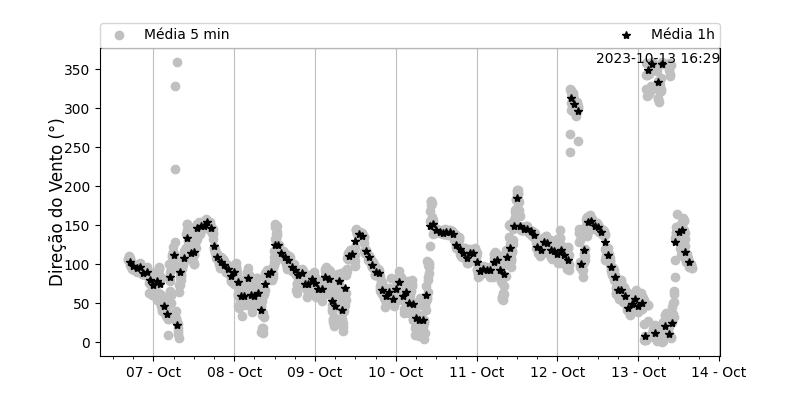 Média 5 min
Média 1h
2023-10-13 16:29
Direção do Vento (°)
350
300
250
200
150
100
50
0
07 - Oct
08 - Oct
09 - Oct
10 - Oct
11 - Oct
12 - Oct
13 - Oct
14 - Oct